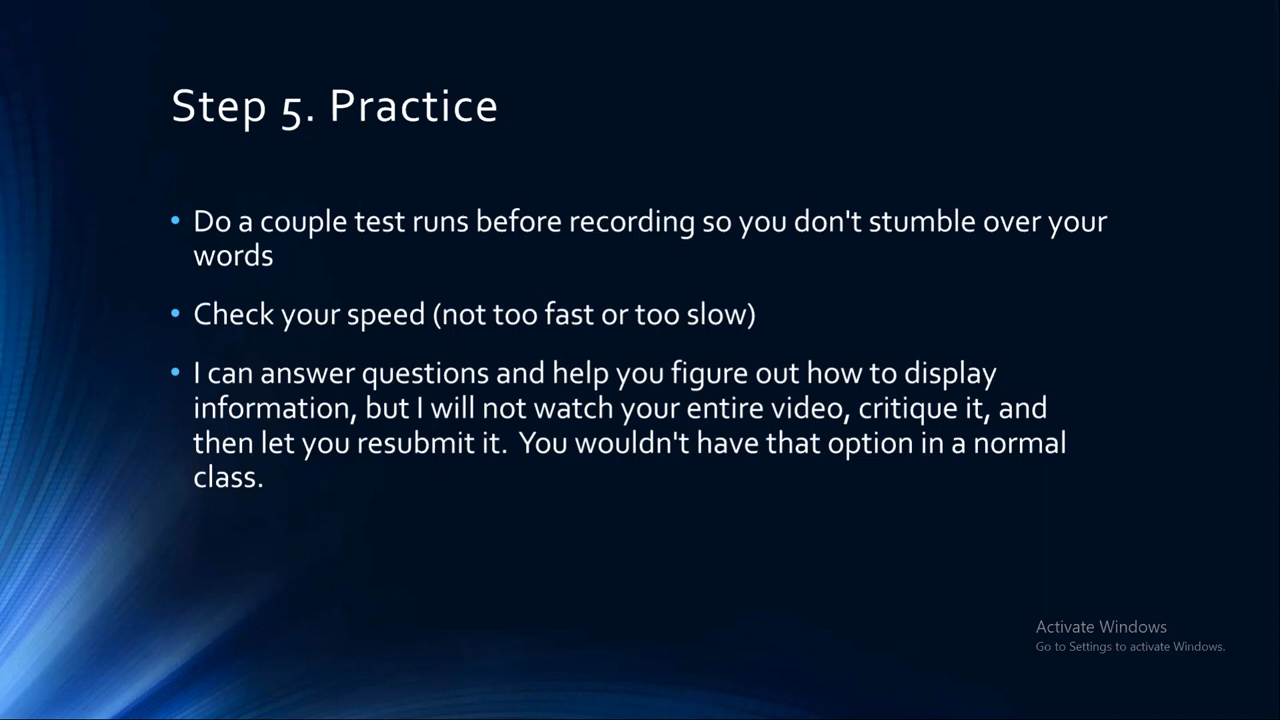 Step 5. Practice
• Do a couple test runs before recording so you don't stumble over your
words
• Check your speed (not too fast or too slow)
• I can answer questions and help you figure out how to display
information, but I will not watch your entire video, critique it, and
then let you resubmit it.  You wouldn't have that option in a normal
class.
Activate Windows
Go to Settings to activate Windows.